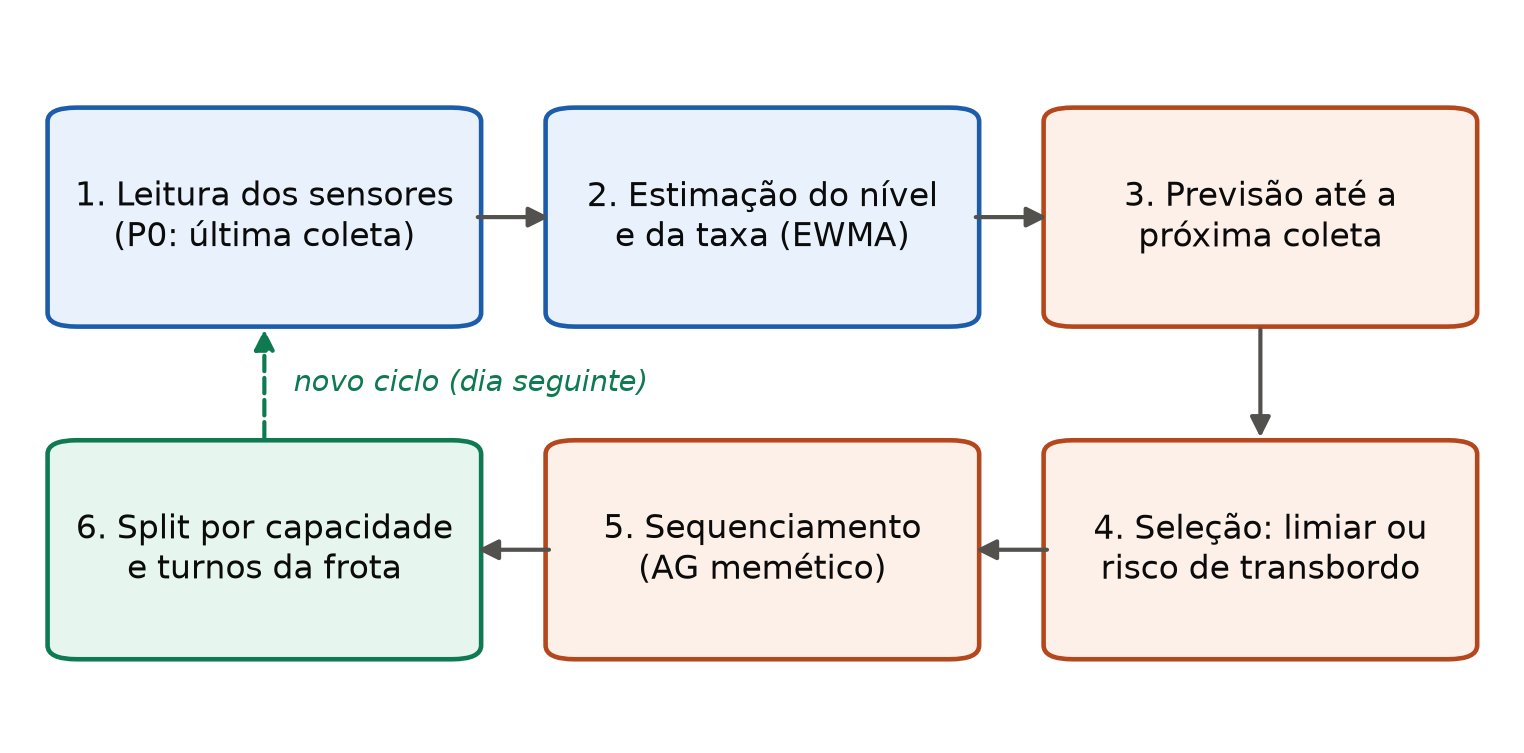 1. Leitura dos sensores
(P0: última coleta)
2. Estimação do nível
e da taxa (EWMA)
3. Previsão até a
próxima coleta
novo ciclo (dia seguinte)
6. Split por capacidade
e turnos da frota
5. Sequenciamento
(AG memético)
4. Seleção: limiar ou
risco de transbordo